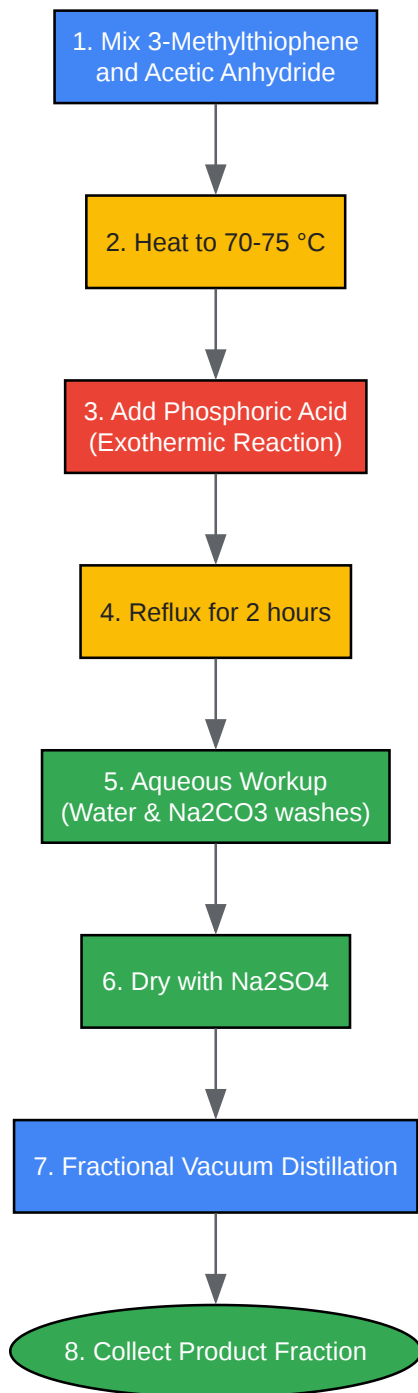 1. Mix 3-Methylthiophene
and Acetic Anhydride
2. Heat to 70-75 °C
3. Add Phosphoric Acid
(Exothermic Reaction)
4. Reflux for 2 hours
5. Aqueous Workup
(Water & Na2CO3 washes)
6. Dry with Na2SO4
7. Fractional Vacuum Distillation
8. Collect Product Fraction